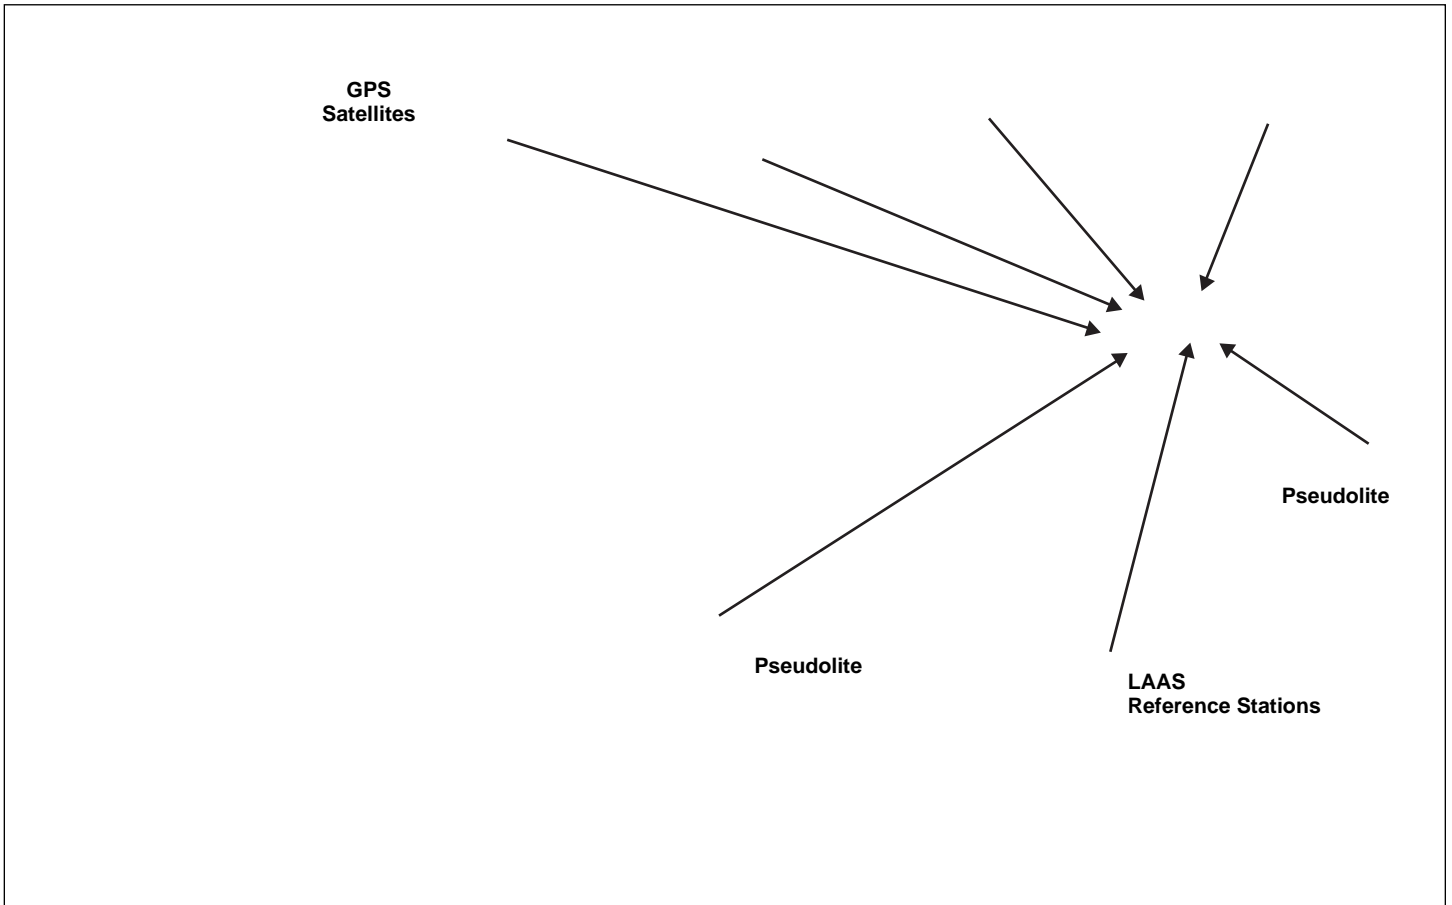 GPS
Satellites
Pseudolite
Pseudolite
LAAS
Reference Stations